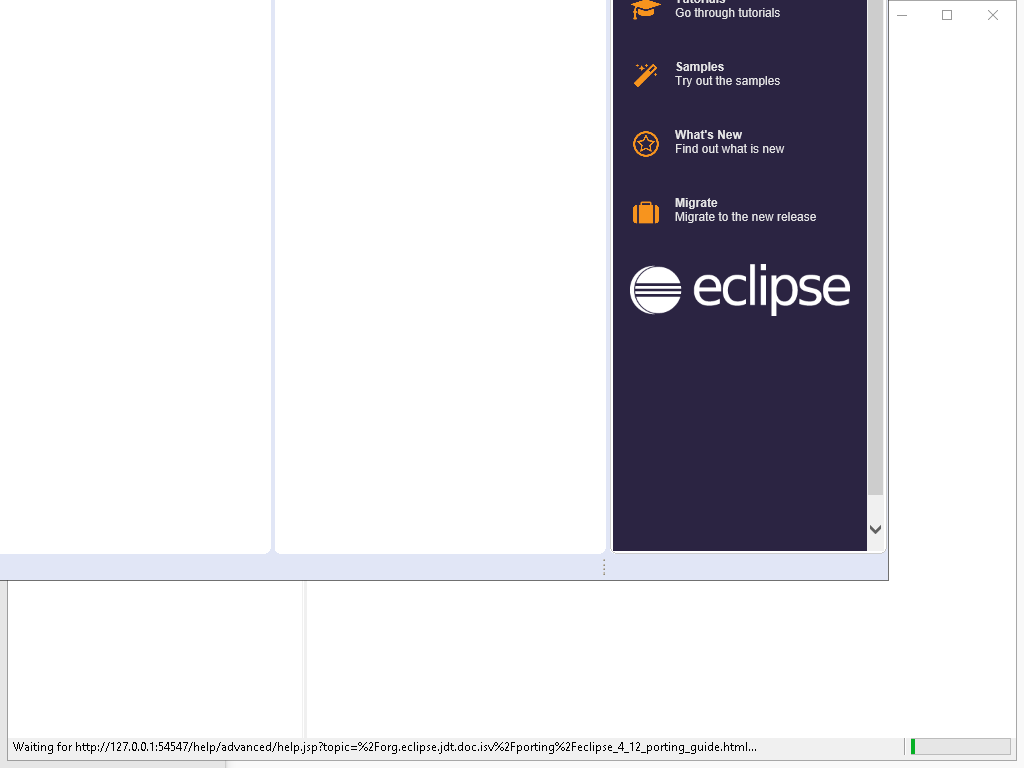 Tutorials
Go through tutorials
Samples
Try out the samples
What's New
Find out what is new
Migrate
Migrate to the new release
eclipse
Waiting for http://127.0.0.1:54547/help/advanced/help.jsp?topic=%2Forg.eclipse.jdt.doc.isv%2Fporting%2Feclipse_4_12_porting_guide.html...